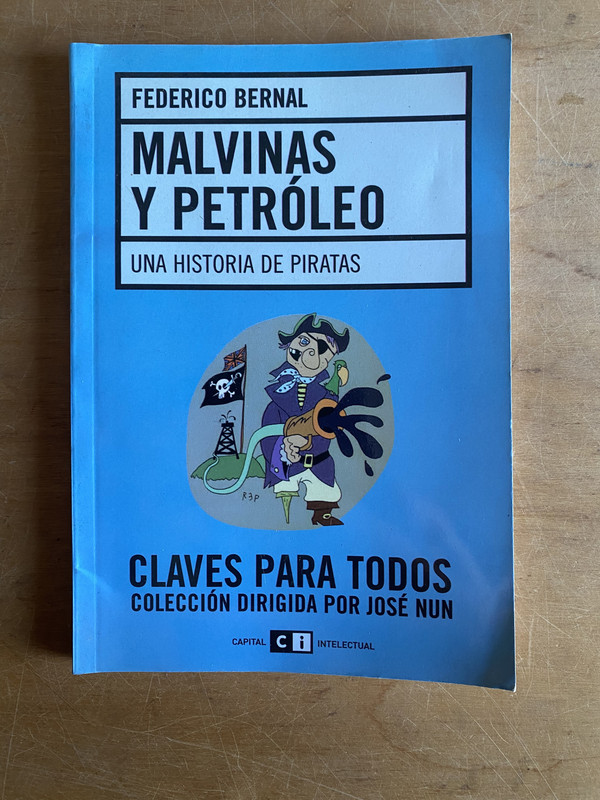 FEDERICO BERNAL
MALVINAS
Y PETRÓLEO
UNA HISTORIA DE PIRATAS
REP
CLAVES PARA TODOS
COLECCIÓN DIRIGIDA POR JOSÉ NUN
CAPITAL Ci INTELECTUAL